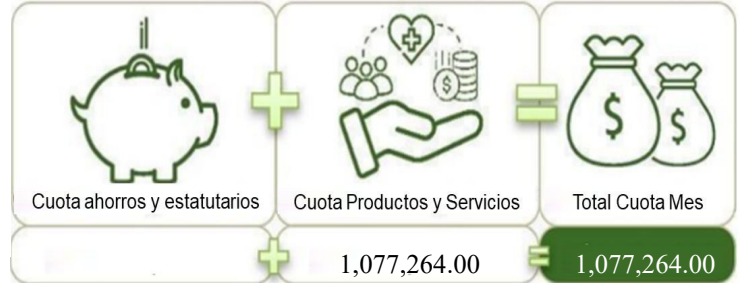 Cuota ahorros y estatutarios
Cuota Productos y Servicios
Total Cuota Mes
1,077,264.00
1,077,264.00